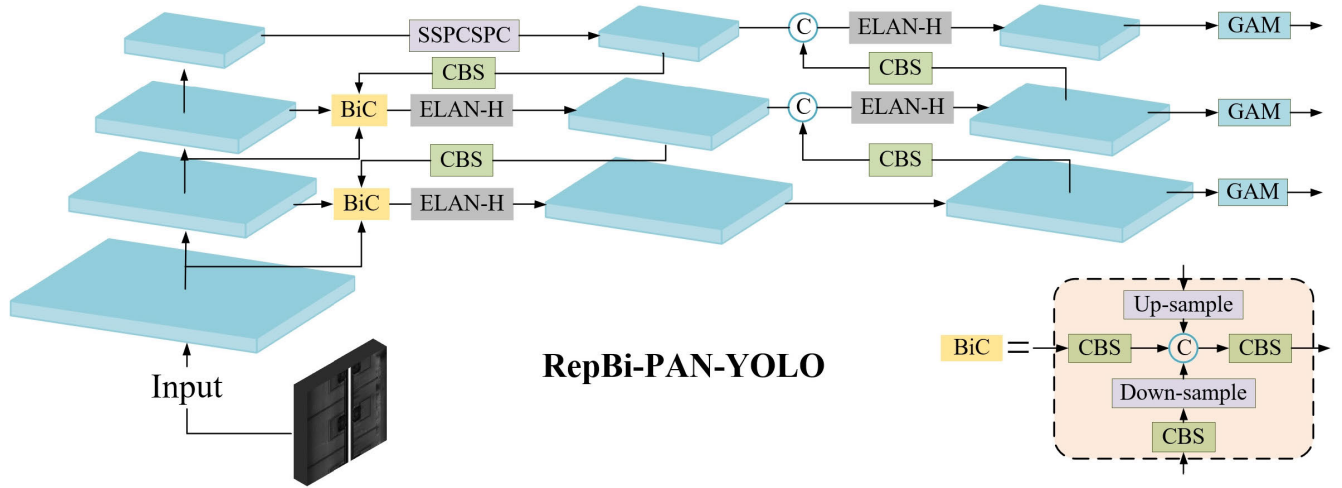 SSPCSPC
C
ELAN-H
GAM
CBS
CBS
BiC
ELAN-H
C
ELAN-H
GAM
CBS
CBS
BiC
ELAN-H
GAM
Input
RepBi-PAN-YOLO
BiC
=
Up-sample
CBS
C
CBS
Down-sample
CBS